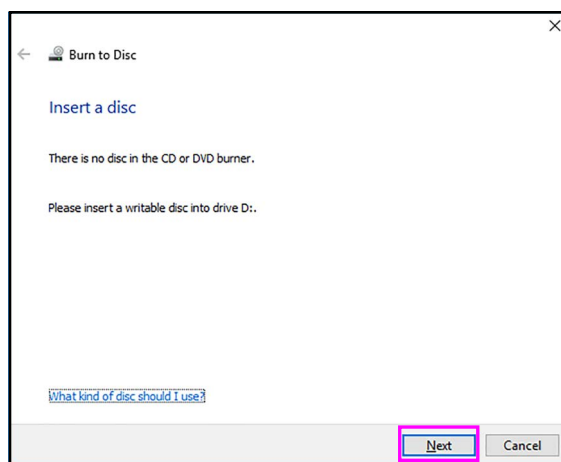 Burn to Disc
Insert a disc
There is no disc in the CD or DVD burner.
Please insert a writable disc into drive D:.
What kind of disc should I use?
Next Cancel